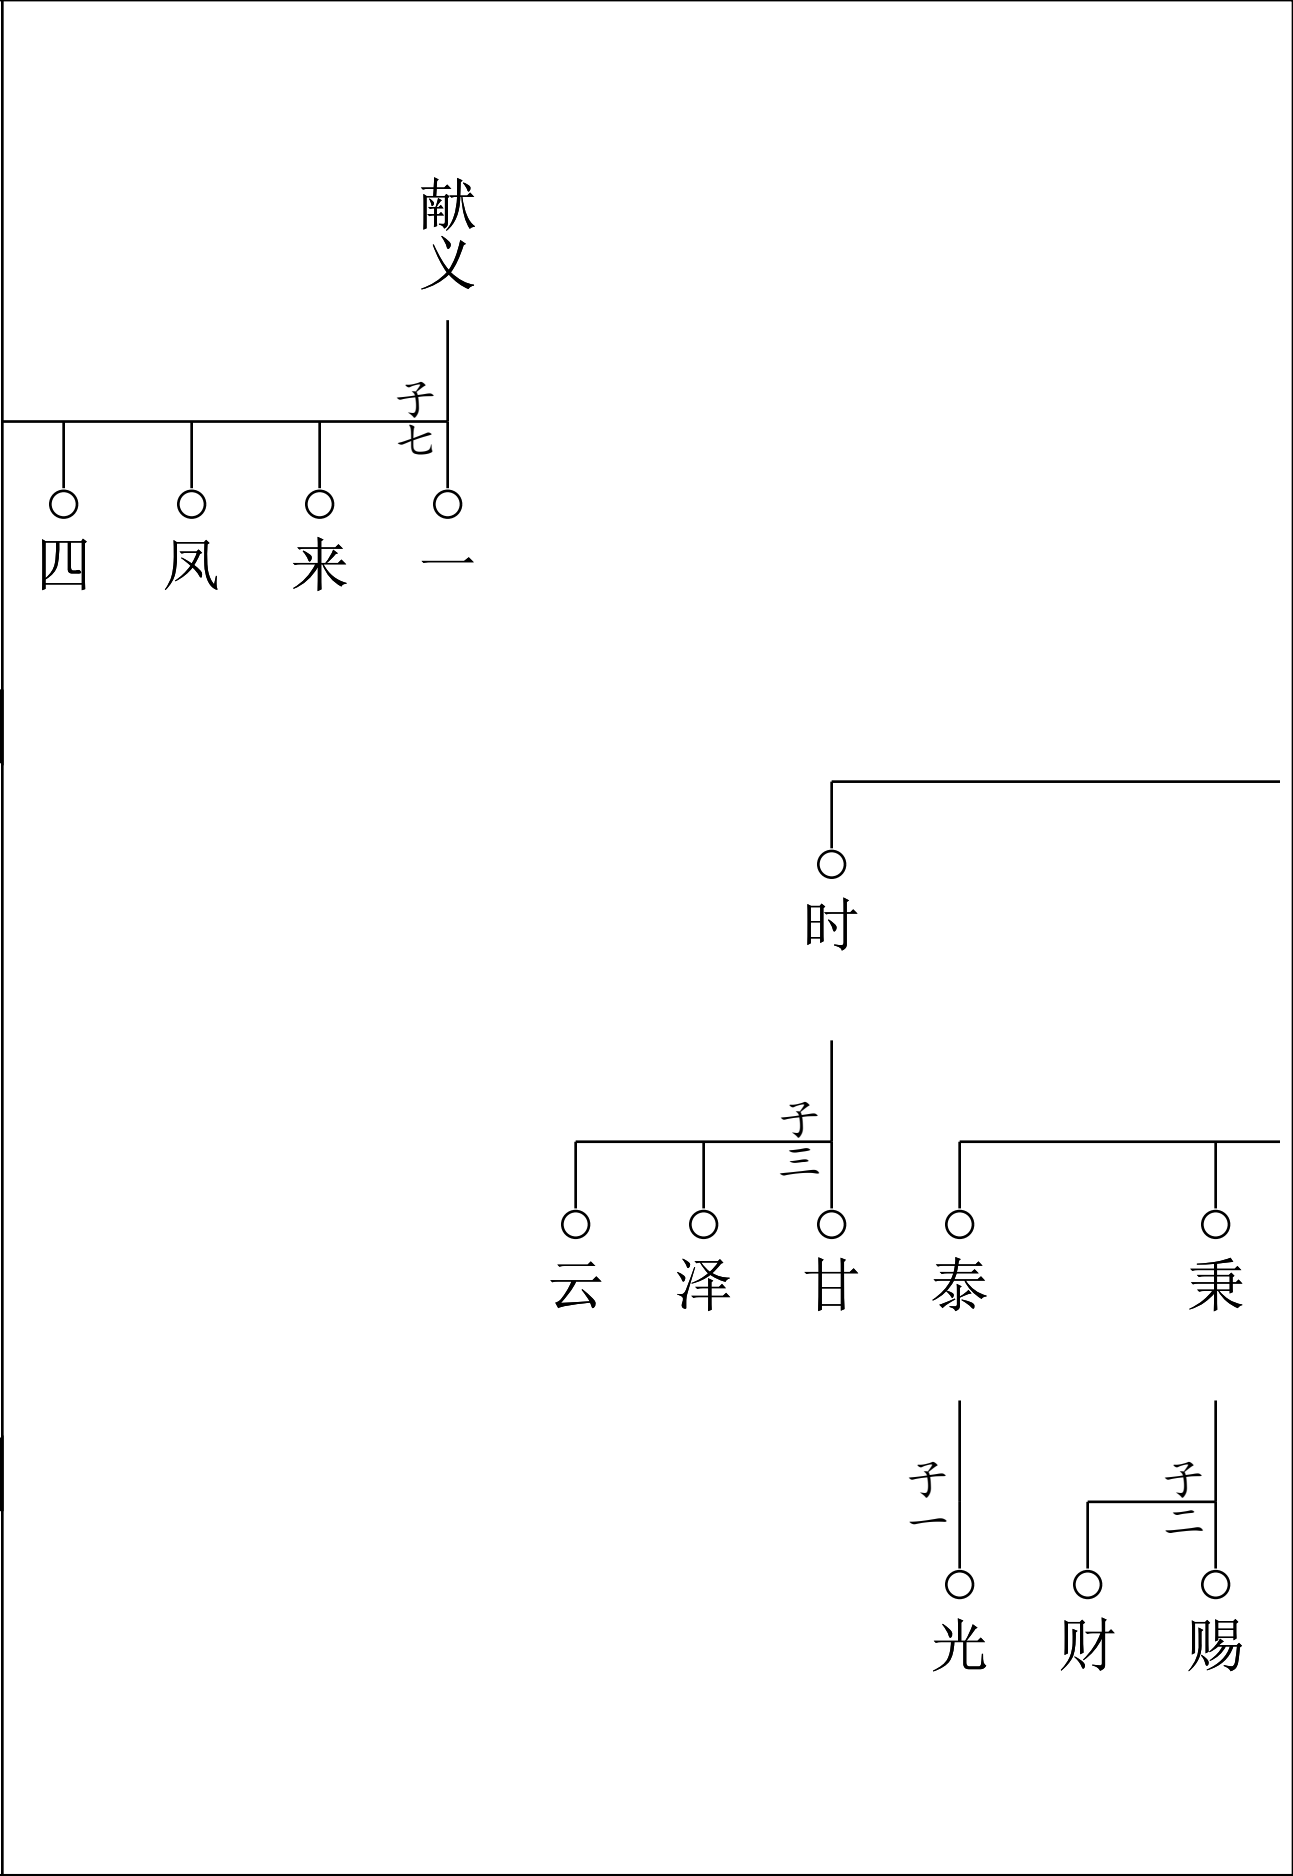 献义
子七
一
来
凤
四
时
子三
秉
泰
甘
泽
云
子二
子一
赐
财
光